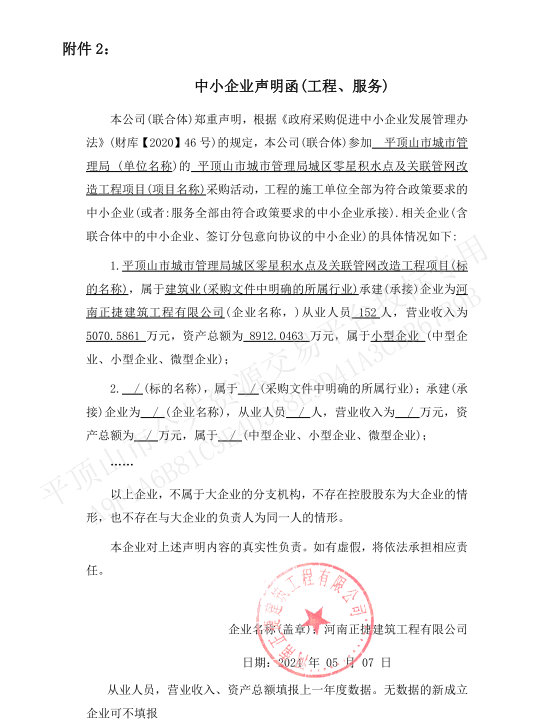 附件 2：
中小企业声明函(工程、服务)
本公司(联合体)郑重声明，根据《政府采购促进中小企业发展管理办
法》(财库【2020】46 号)的规定，本公司(联合体)参加 平顶山市城市管
理局 (单位名称)的 平顶山市城市管理局城区零星积水点及关联管网改
造工程项目(项目名称)采购活动，工程的施工单位全部为符合政策要求的
中小企业(或者:服务全部由符合政策要求的中小企业承接).相关企业(含
联合体中的中小企业、签订分包意向协议的中小企业)的具体情况如下:
1.平顶山市城市管理局城区零星积水点及关联管网改造工程项目(标
的名称)，属于建筑业(采购文件中明确的所属行业)承建(承接)企业为河
南正捷建筑工程有限公司(企业名称,)从业人员 152 人，营业收入为
5070.5861 万元，资产总额为 8912.0463 万元，属于小型企业 (中型企
业、小型企业、微型企业)；
2. / (标的名称)，属于 / (采购文件中明确的所属行业)；承建(承
接)企业为 / (企业名称)，从业人员 / 人，营业收入为 / 万元，资
产总额为 / 万元，属于 / (中型企业、小型企业、微型企业)；
……
以上企业，不属于大企业的分支机构，不存在控股股东为大企业的情
形，也不存在与大企业的负责人为同一人的情形。
本企业对上述声明内容的真实性负责。如有虚假，将依法承担相应责
任。
河南正捷建筑工程有限公司
企业名称(盖章)：河南正捷建筑工程有限公司
日期: 2024 年 05 月 07 日
从业人员，营业收入、资产总额填报上一年度数据。无数据的新成立
企业可不填报